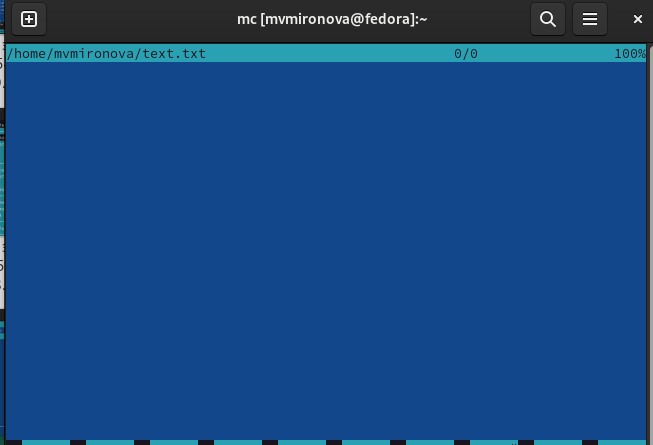 mc [mvmironova@fedora]:~
/home/mvmironova/text.txt 0/0 100%